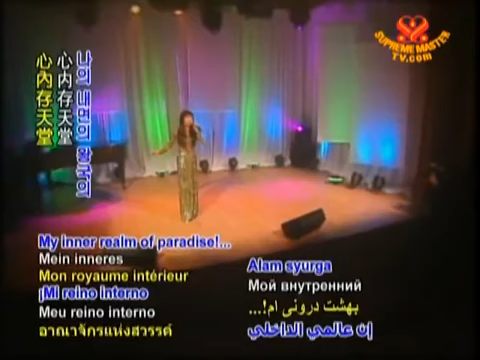 SUPREME MASTER
TV.com
나의 내면의
心内存天堂
心內存天堂
My inner realm of paradise!...
Mein inneres
Mon royaume intérieur
¡Mi reino interno
Meu reino interno
อาณาจักรแห่งสวรรค์
Alam syurga
Мой внутренний
بهشت درونی ام!...
إن عالمي الداخلي